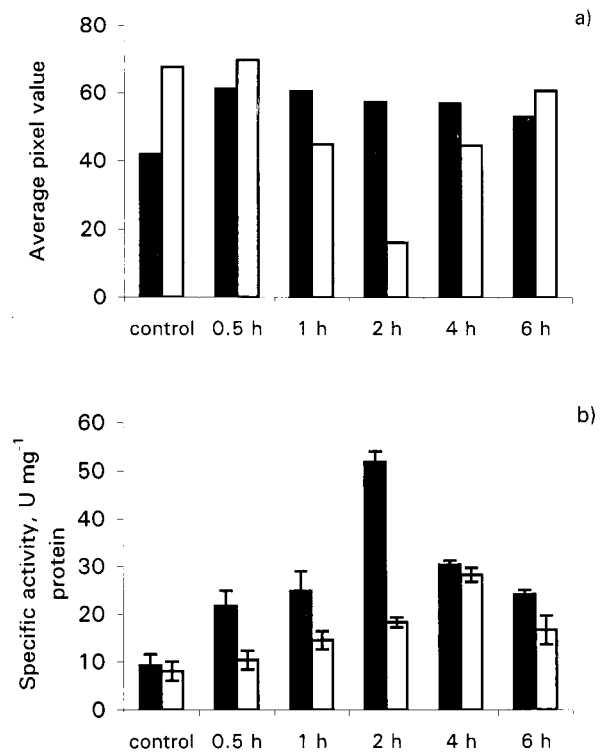 a)
Average pixel value
80
60
40
20
0
control 0.5 h 1 h 2 h 4 h 6 h
b)
Specific activity, U mg⁻¹
protein
60
50
40
30
20
10
0
control 0.5 h 1 h 2 h 4 h 6 h